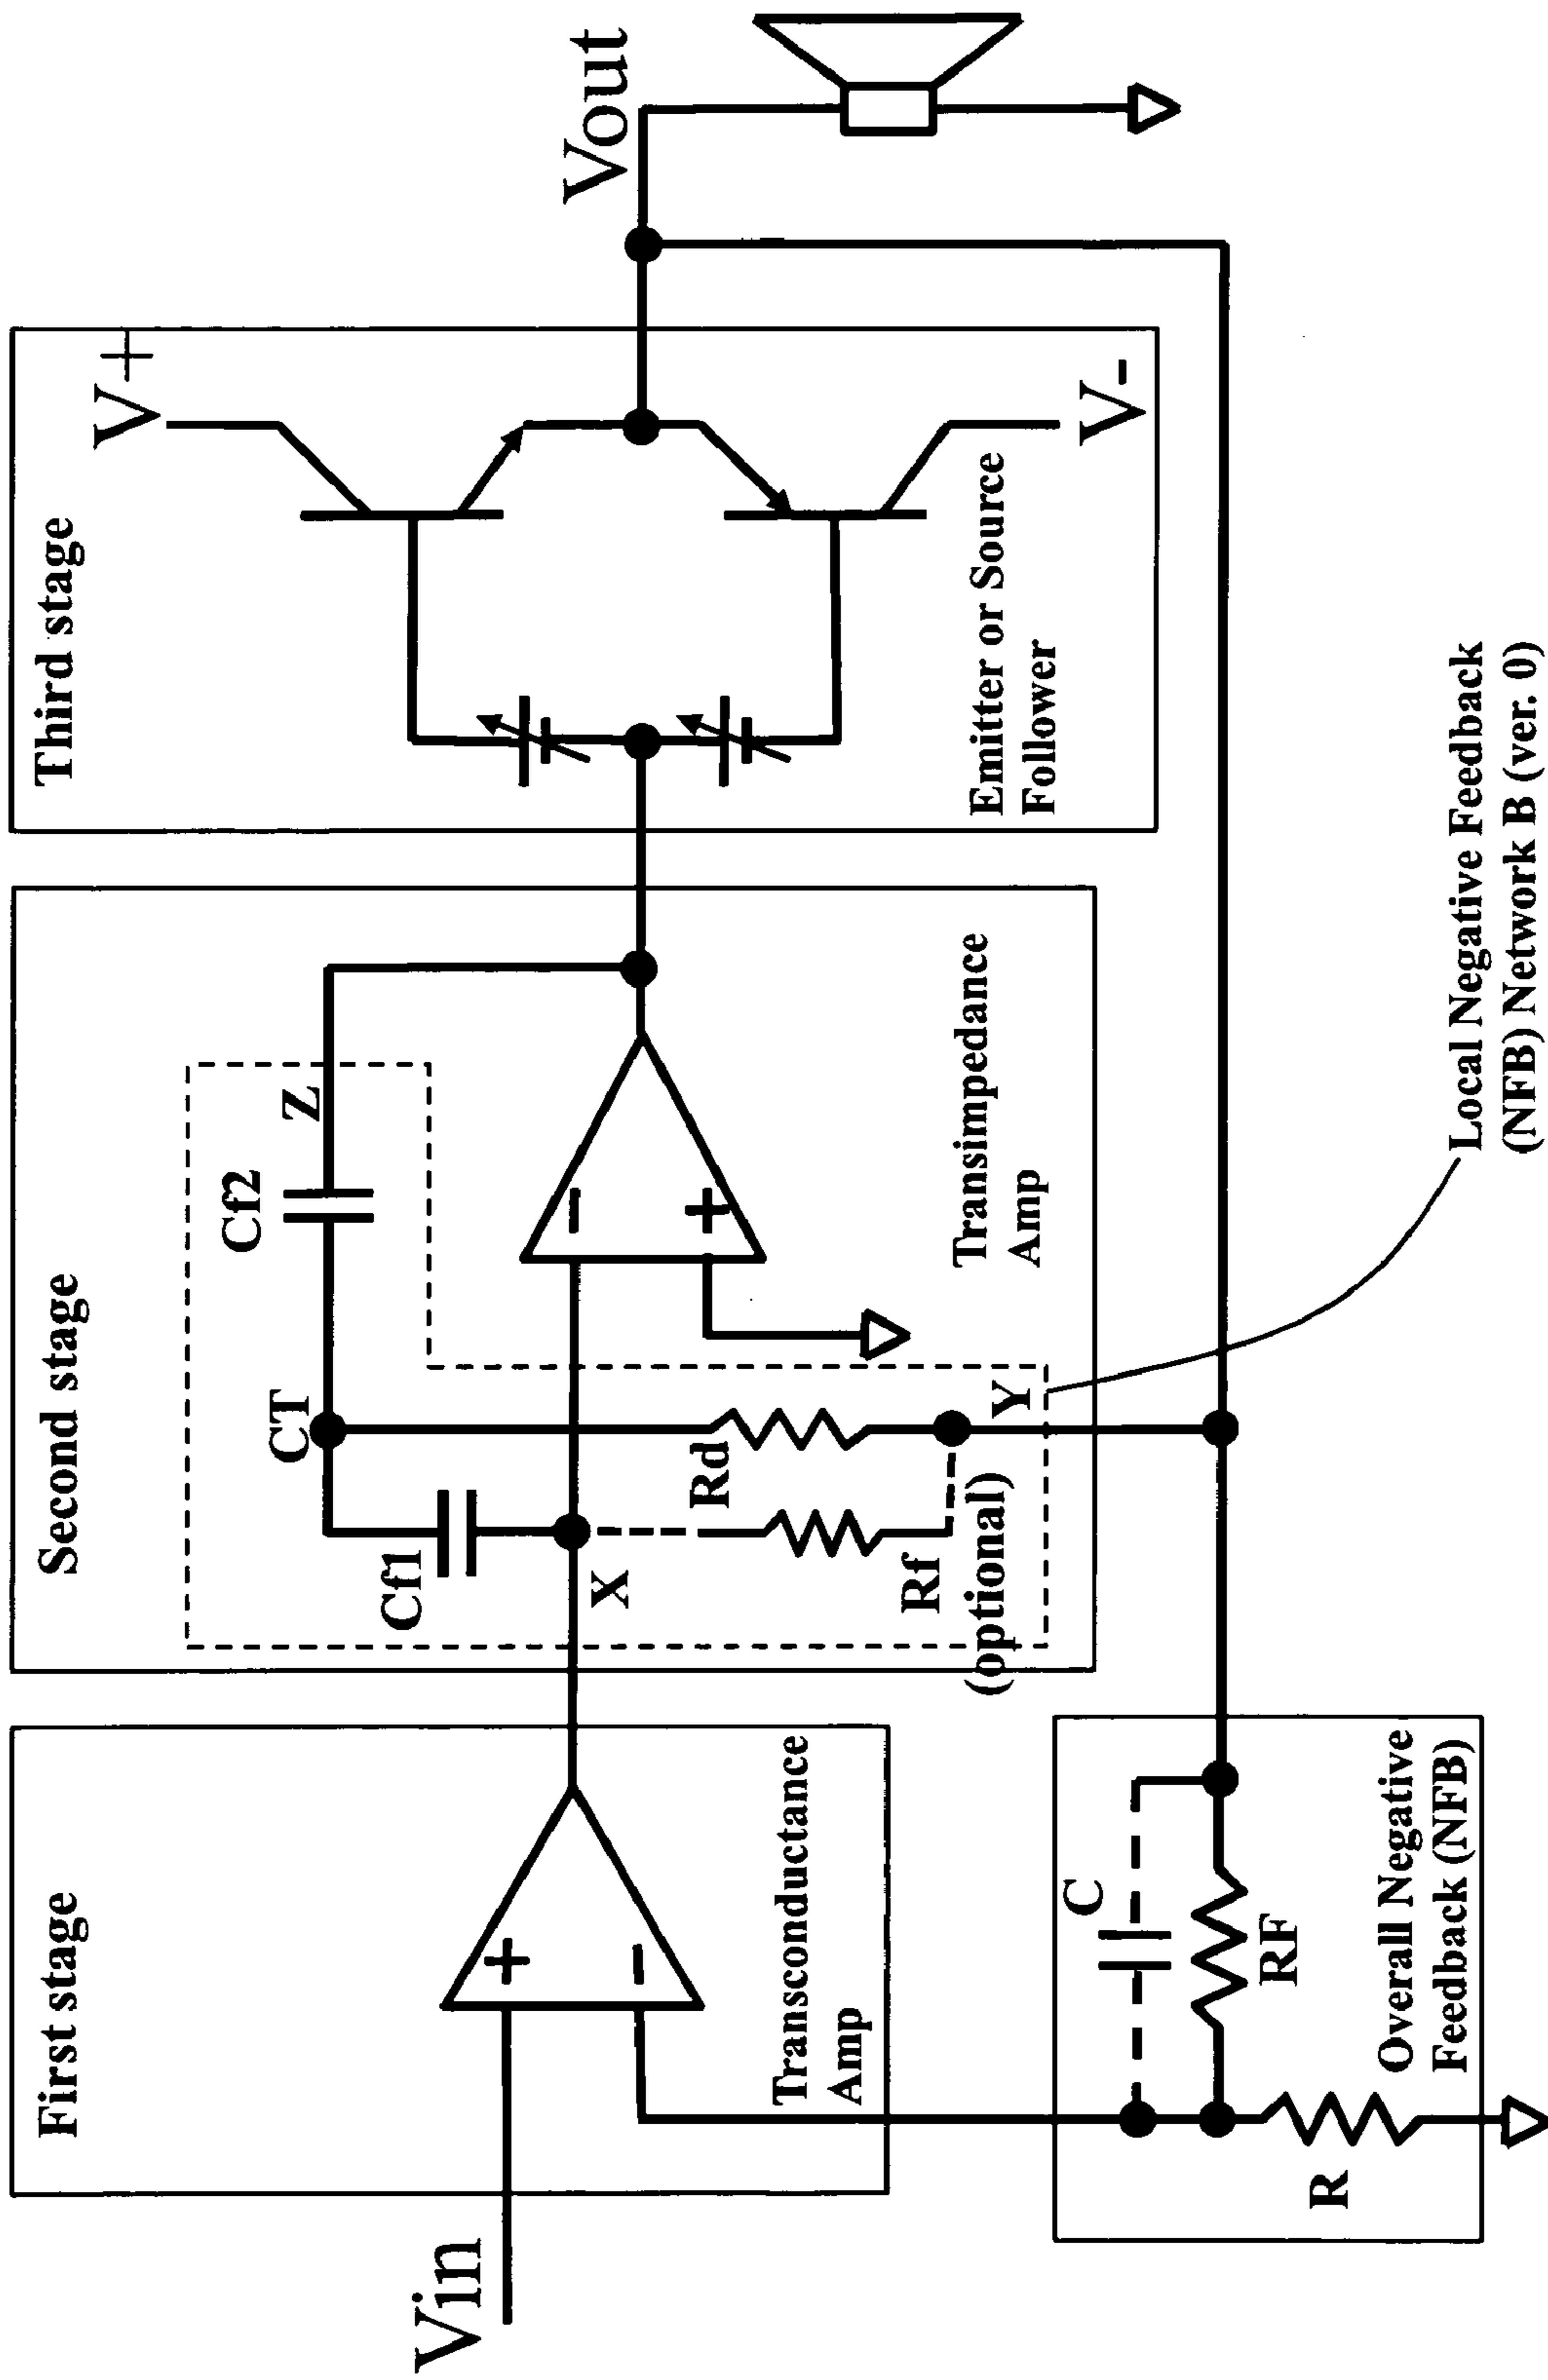 First stage
Second stage
Third stage
V+
Vout
Cf2
Z
CT
Cf1
X
Rd
Rf
(optional)
Y
Vin
+
−
−
+
Transconductance
Amp
Transimpedance
Amp
Emitter or Source
Follower
V-
C
RF
R
Overall Negative
Feedback (NFB)
Local Negative Feedback
(NFB) Network B (ver. 0)